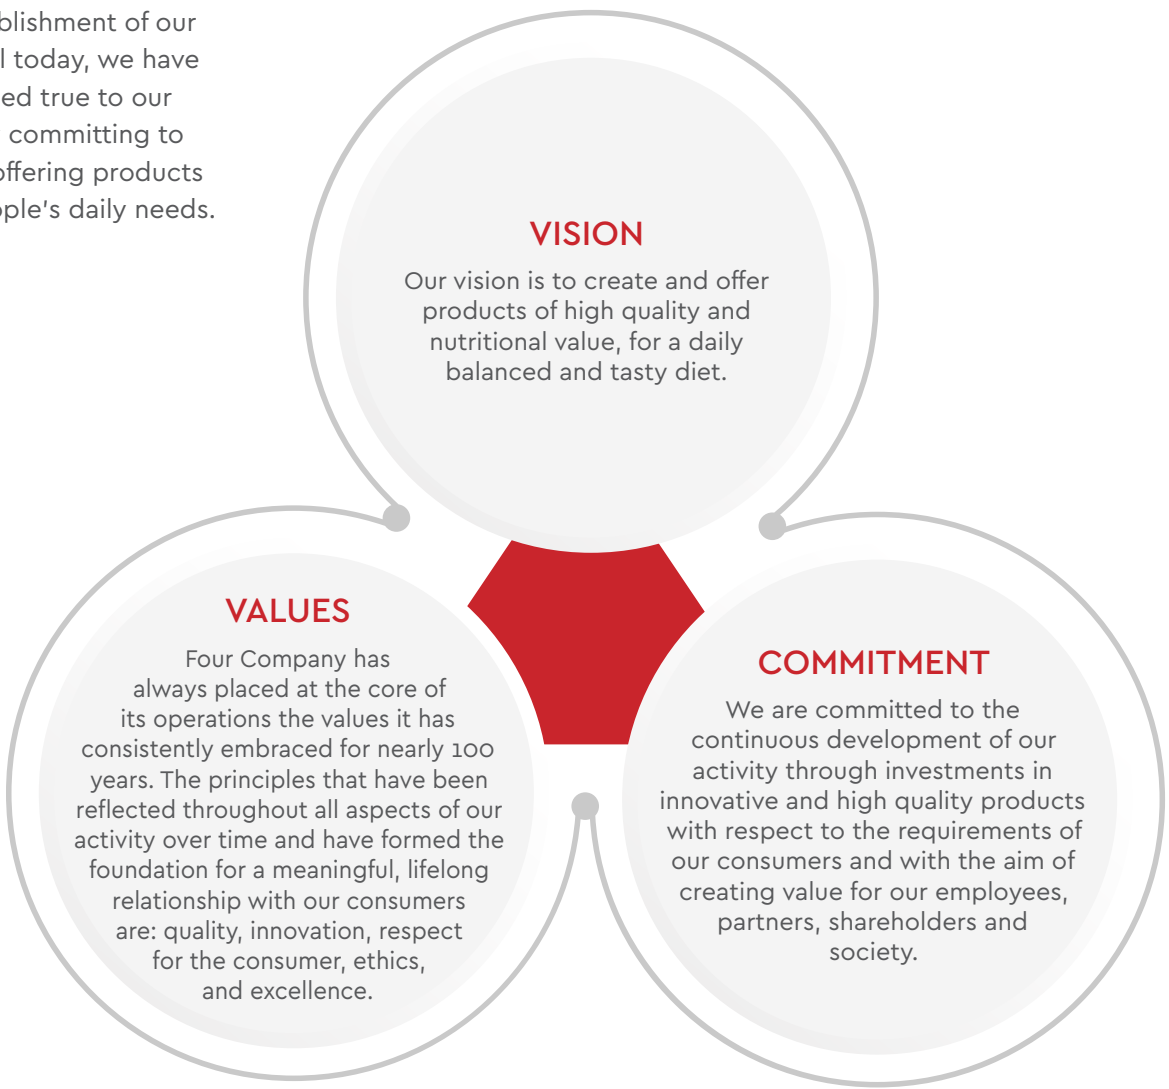 blishment of our
l today, we have
ed true to our
committing to
offering products
ople's daily needs.
VISION
Our vision is to create and offer
products of high quality and
nutritional value, for a daily
balanced and tasty diet.
VALUES
Four Company has
always placed at the core of
its operations the values it has
consistently embraced for nearly 100
years. The principles that have been
reflected throughout all aspects of our
activity over time and have formed the
foundation for a meaningful, lifelong
relationship with our consumers
are: quality, innovation, respect
for the consumer, ethics,
and excellence.
COMMITMENT
We are committed to the
continuous development of our
activity through investments in
innovative and high quality products
with respect to the requirements of
our consumers and with the aim of
creating value for our employees,
partners, shareholders and
society.